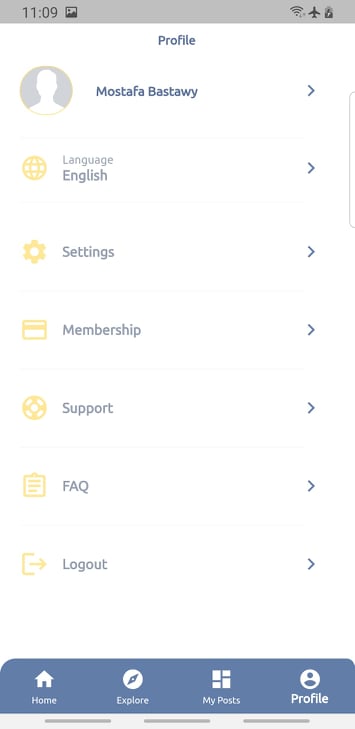 11:09
Profile
Mostafa Bastawy
Language
English
Settings
Membership
Support
FAQ
Logout
Home
Explore
My Posts
Profile